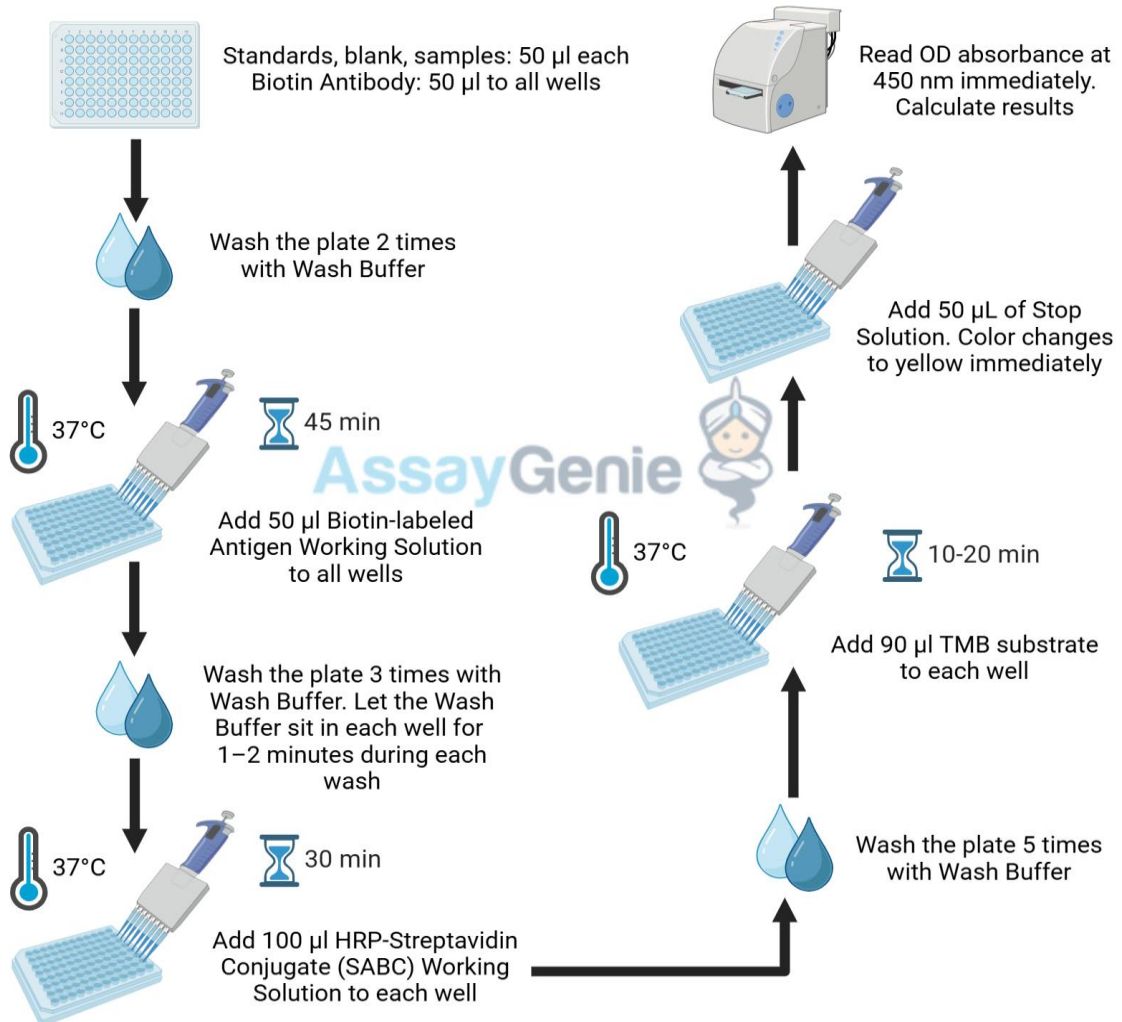 Standards, blank, samples: 50 µl each
Biotin Antibody: 50 µl to all wells
Wash the plate 2 times
with Wash Buffer
37°C
45 min
Add 50 µl Biotin-labeled
Antigen Working Solution
to all wells
Wash the plate 3 times with
Wash Buffer. Let the Wash
Buffer sit in each well for
1–2 minutes during each
wash
37°C
30 min
Add 100 µl HRP-Streptavidin
Conjugate (SABC) Working
Solution to each well
Wash the plate 5 times
with Wash Buffer
37°C
10-20 min
Add 90 µl TMB substrate
to each well
Add 50 µL of Stop
Solution. Color changes
to yellow immediately
Read OD absorbance at
450 nm immediately.
Calculate results
AssayGenie